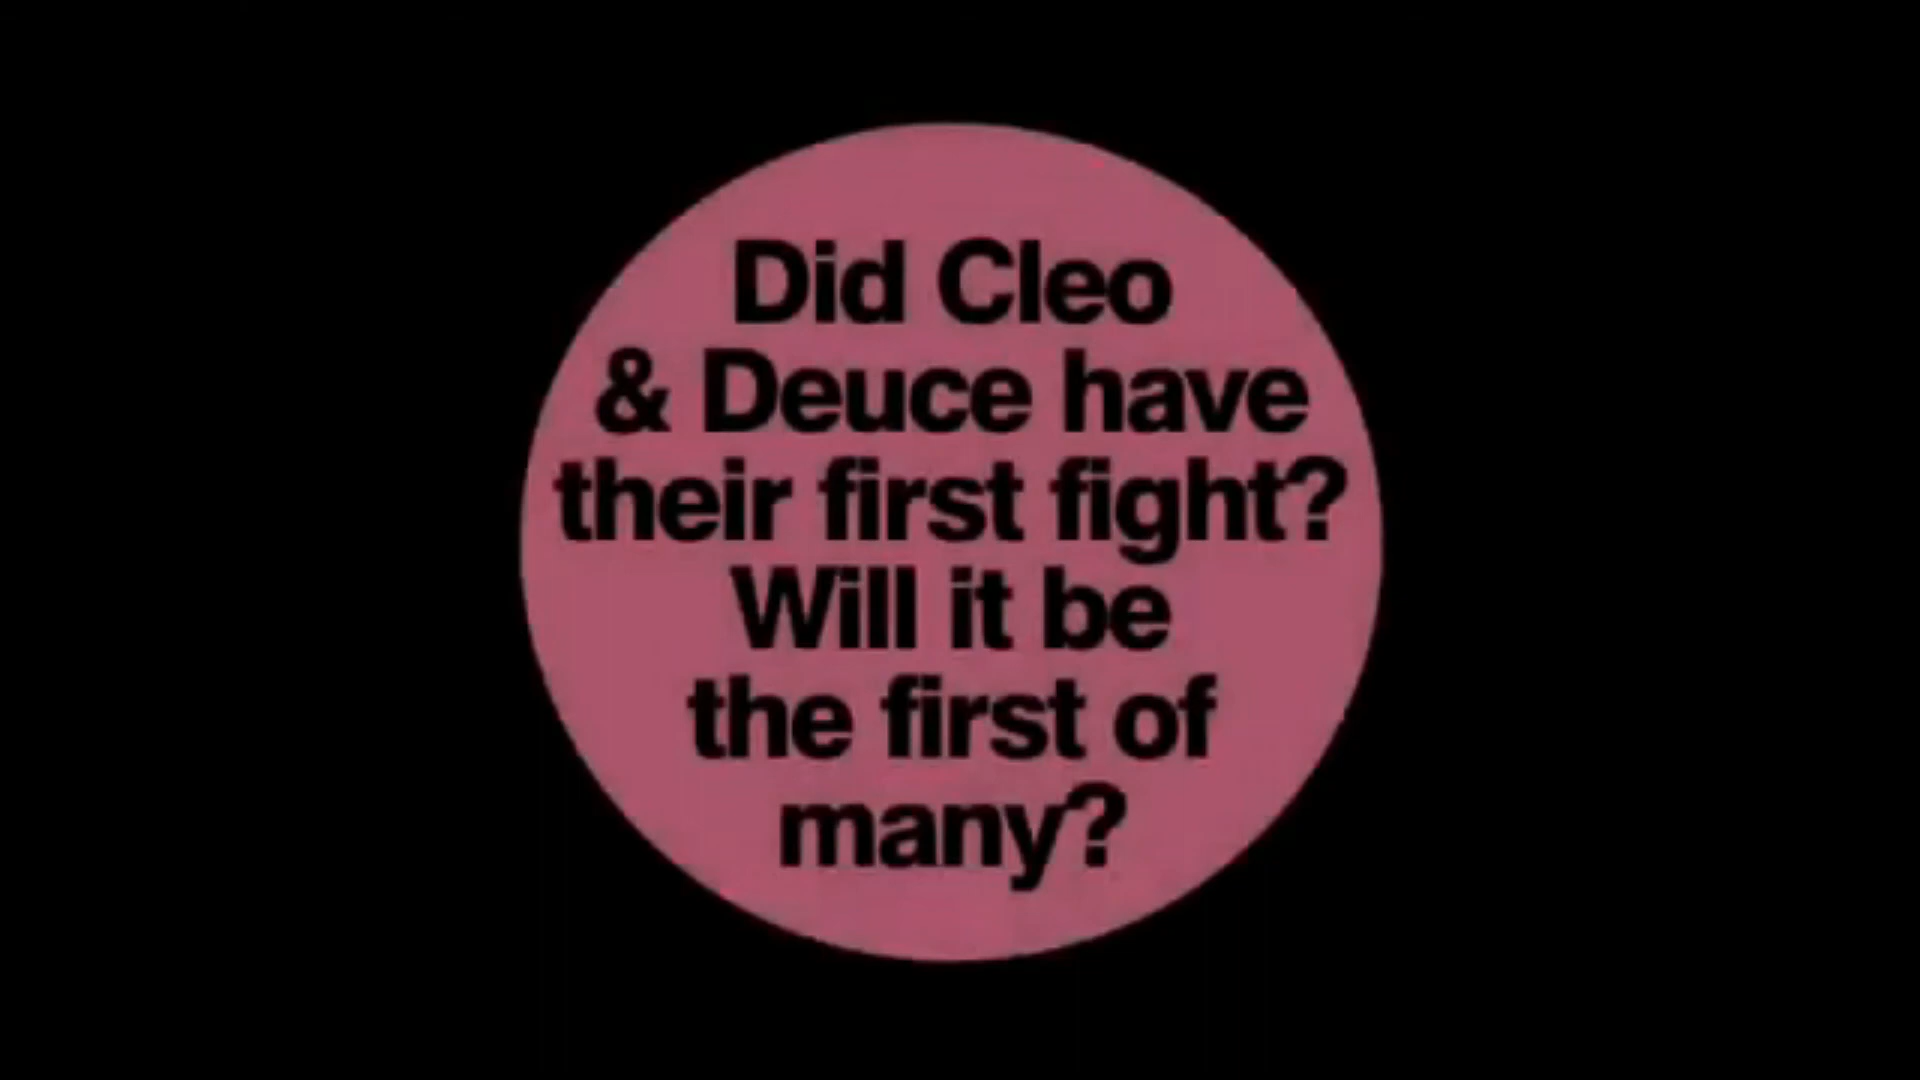 Did Cleo
& Deuce have
their first fight?
Will it be
the first of
many?